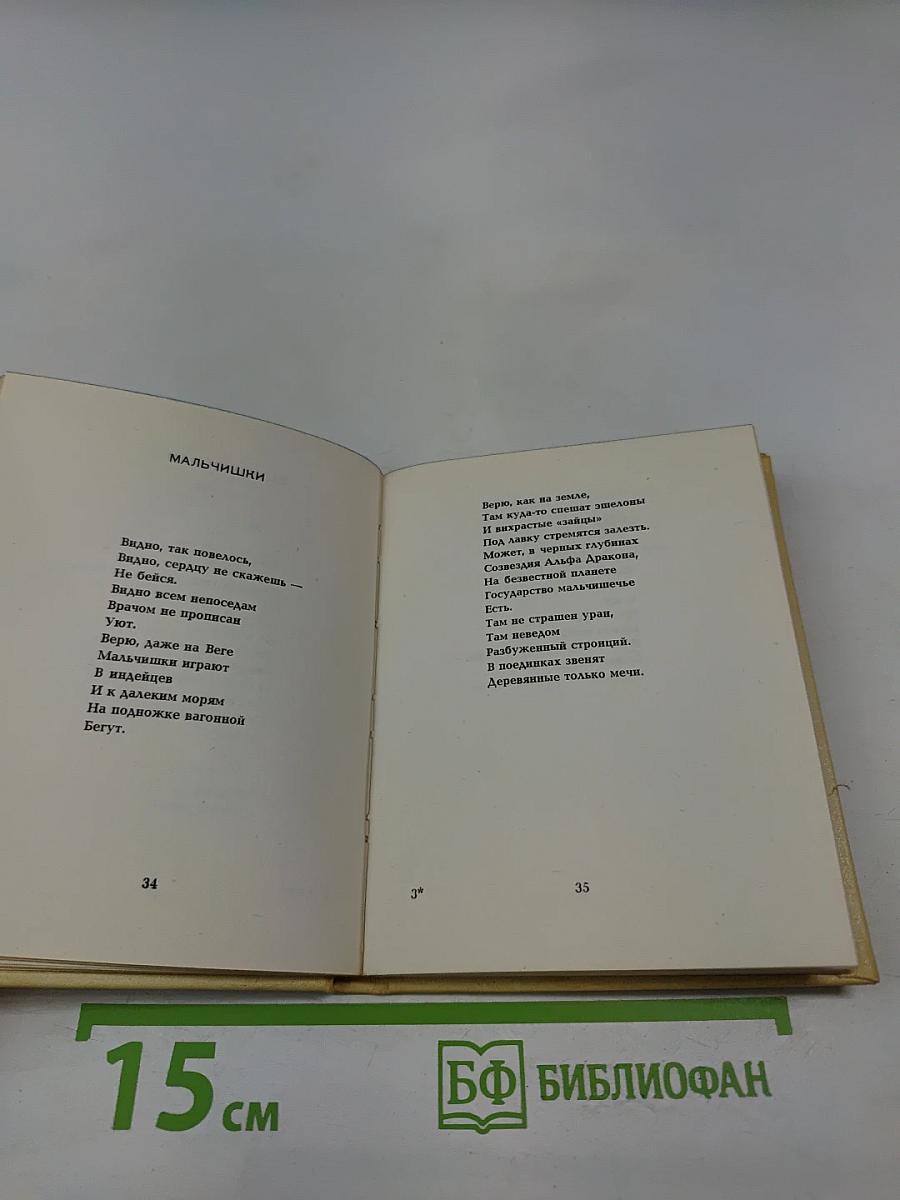 МАЛЬЧИШКИ
Видно, так повелось,
Видно, сердцу не скажешь —
Не бейся.
Видно всем непоседам
Врачом не прописан
Уют.
Верю, даже на Веге
Мальчишки играют
В индейцев
И к далеким морям
На подножке вагонной
Бегут.
34
Верю, как на земле,
Там куда-то спешат эшелоны
И вихрастые «зайцы»
Под лавку стремятся залезть.
Может, в черных глубинах
Созвездия Альфа Дракона,
На безвестной планете
Государство мальчишечье
Есть.
Там не страшен уран,
Там неведом
Разбуженный стронций.
В поединках звенят
Деревянные только мечи.
3*
35
15 см
БФ БИБЛИОФАН